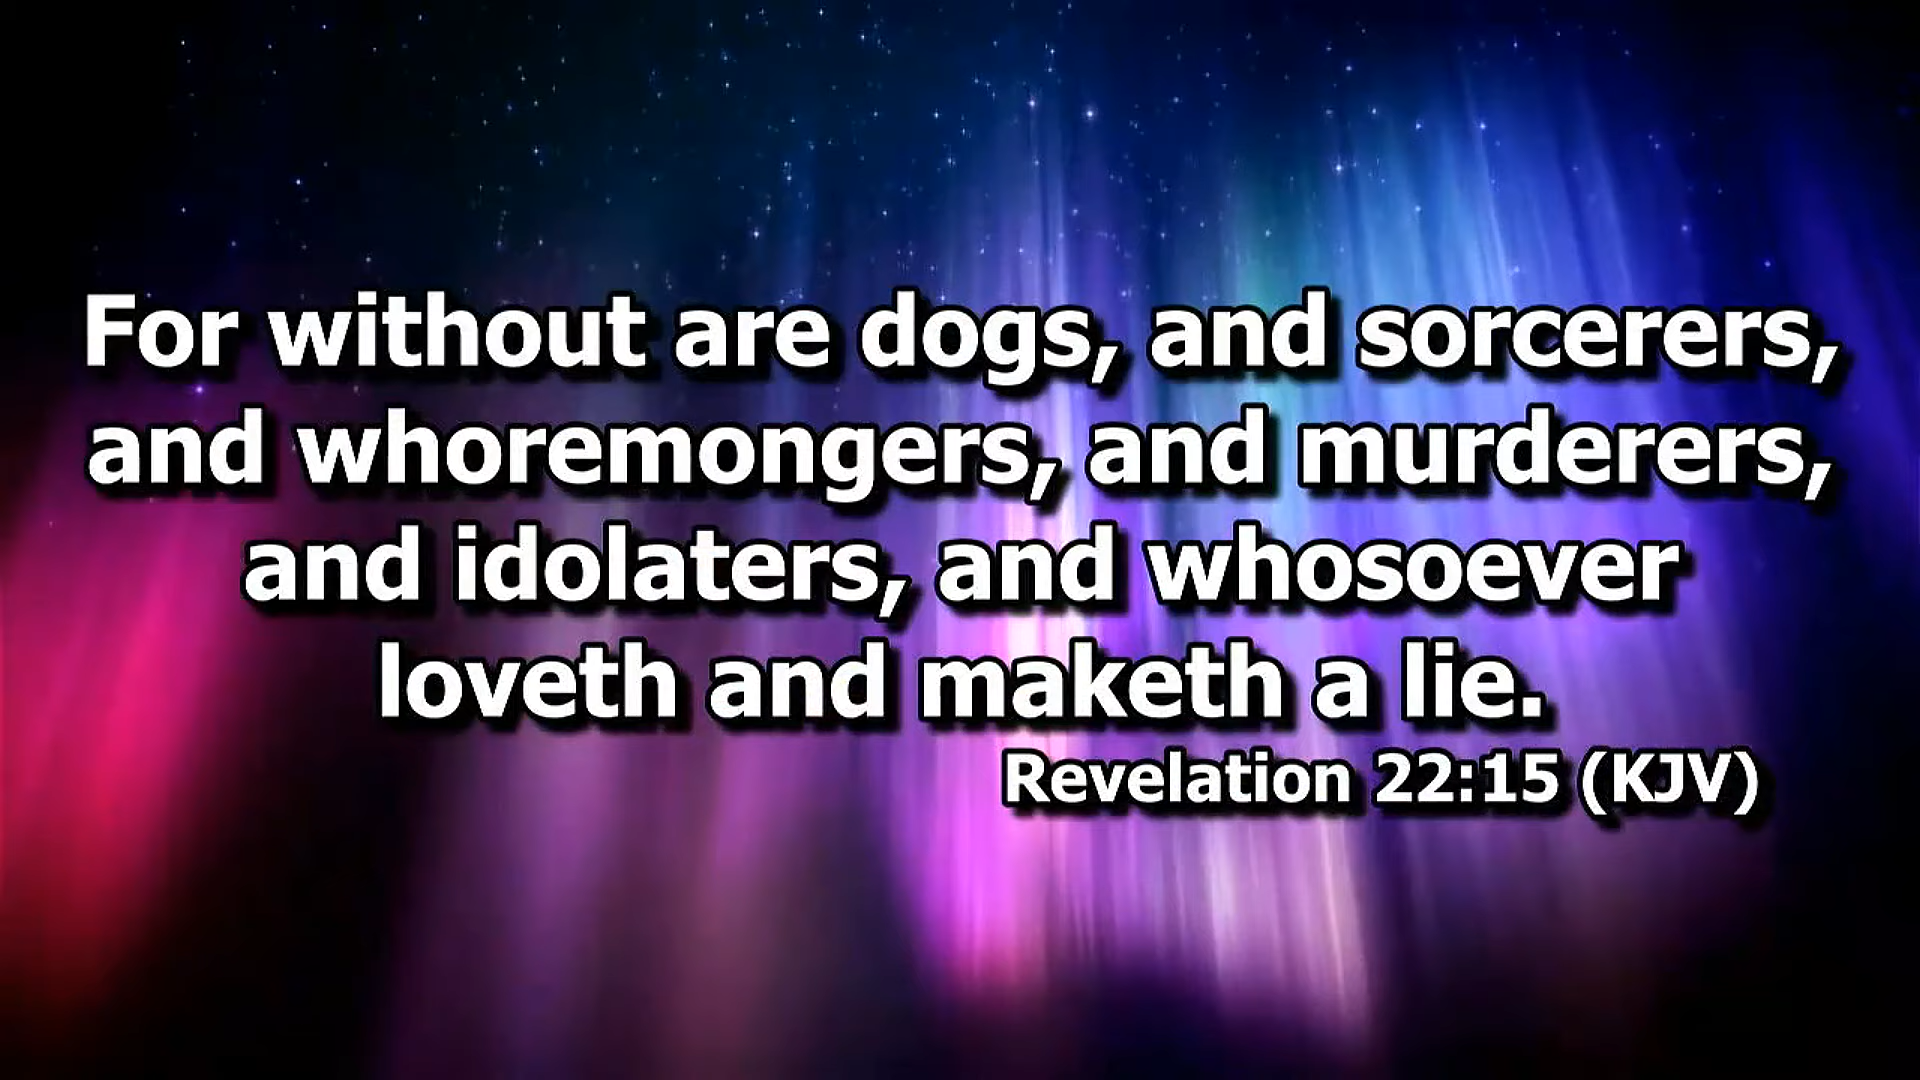 For without are dogs, and sorcerers,
and whoremongers, and murderers,
and idolaters, and whosoever
loveth and maketh a lie.
Revelation 22:15 (KJV)